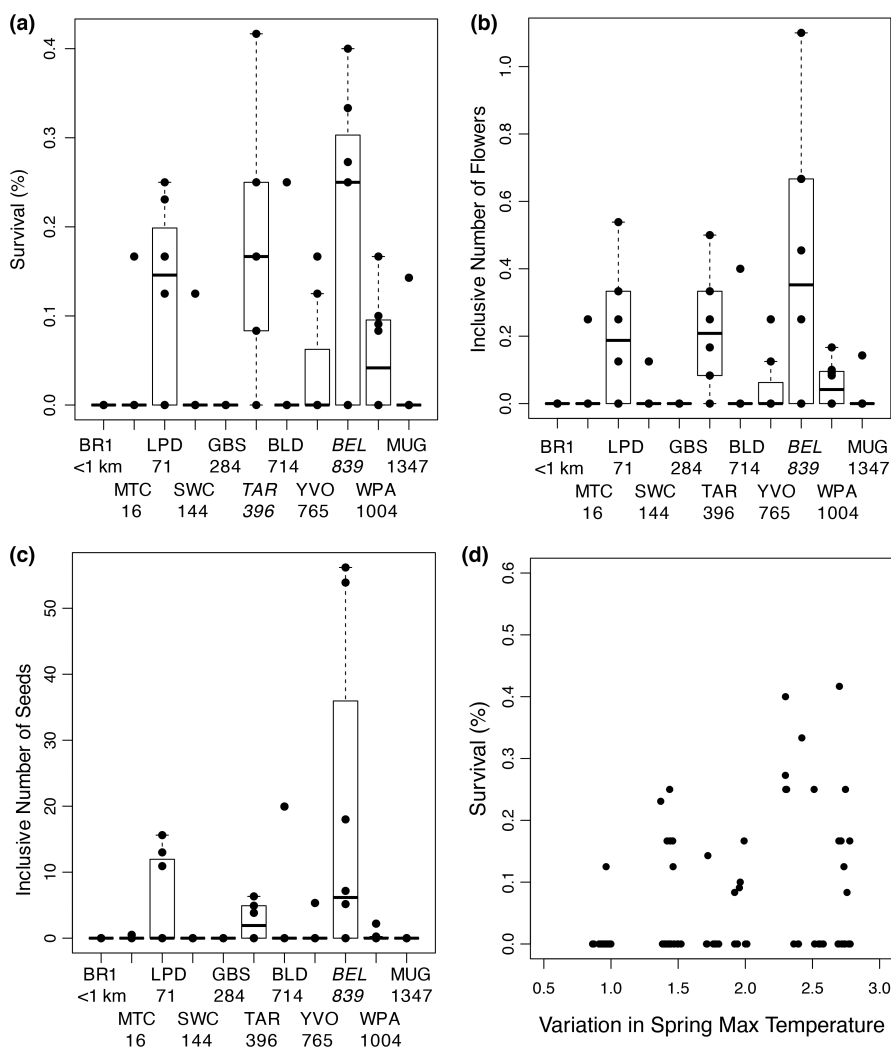 (a)
Survival (%)
0.4
0.3
0.2
0.1
0.0
BR1 LPD GBS BLD BEL MUG
<1 km 71 284 714 839 1347
MTC SWC TAR YVO WPA
16 144 396 765 1004
(b)
Inclusive Number of Flowers
1.0
0.8
0.6
0.4
0.2
0.0
BR1 LPD GBS BLD BEL MUG
<1 km 71 284 714 839 1347
MTC SWC TAR YVO WPA
16 144 396 765 1004
(c)
Inclusive Number of Seeds
50
40
30
20
10
0
BR1 LPD GBS BLD BEL MUG
<1 km 71 284 714 839 1347
MTC SWC TAR YVO WPA
16 144 396 765 1004
(d)
Survival (%)
0.6
0.5
0.4
0.3
0.2
0.1
0.0
0.5 1.0 1.5 2.0 2.5 3.0
Variation in Spring Max Temperature